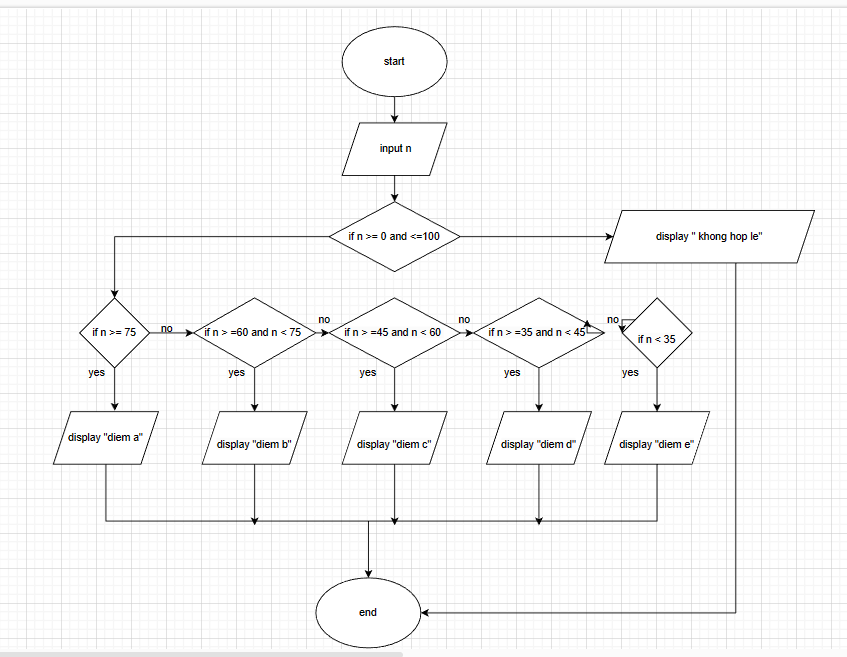 start
input n
if n >= 0 and <=100
display " khong hop le"
if n >= 75
no
if n > =60 and n < 75
no
if n > =45 and n < 60
no
if n > =35 and n < 45
no
if n < 35
yes
yes
yes
yes
yes
display "diem a"
display "diem b"
display "diem c"
display "diem d"
display "diem e"
end